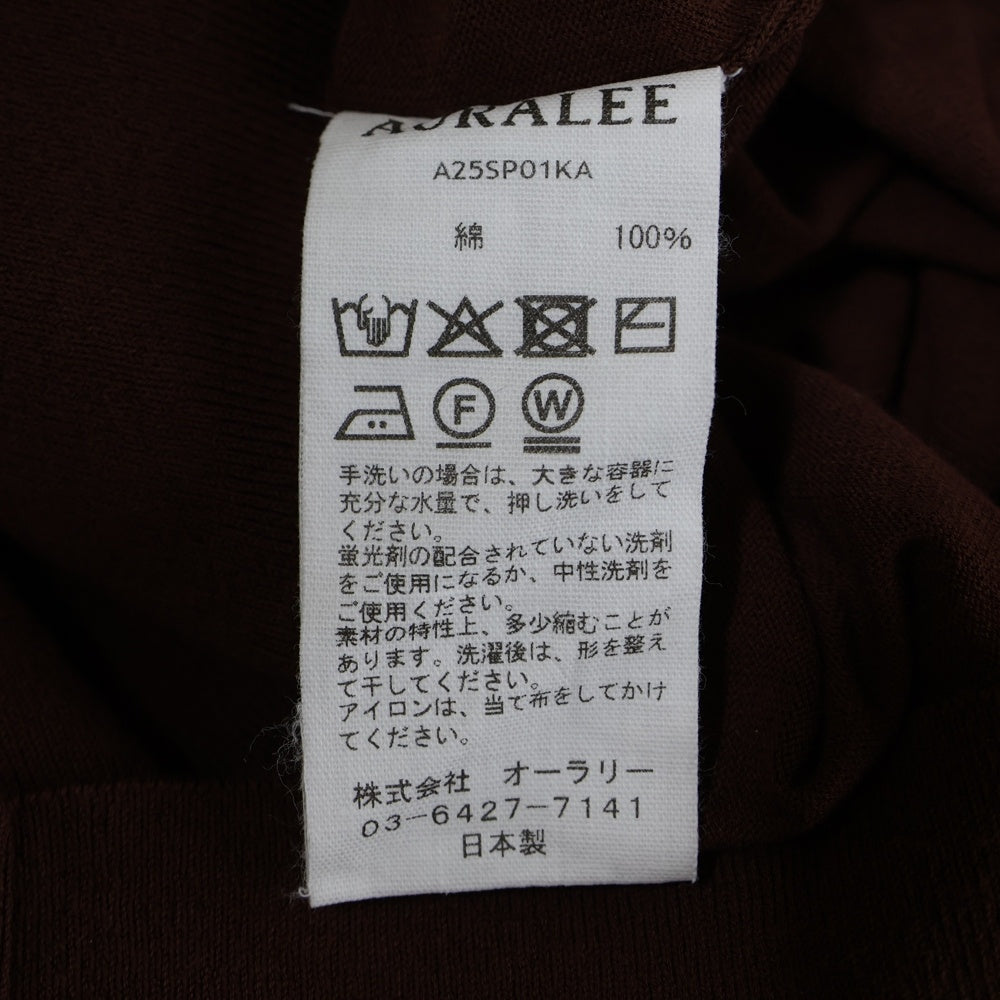 AURALEE
A25SP01KA
綿 100%
F W
手洗いの場合は、大きな容器に
充分な水量で、押し洗いをして
ください。
蛍光剤の配合されていない洗剤
をご使用になるか、中性洗剤を
ご使用ください。
素材の特性上、多少縮むことが
あります。洗濯後は、形を整え
て干してください。
アイロンは、当て布をしてかけ
てください。
株式会社 オーラリー
03-6427-7141
日本製